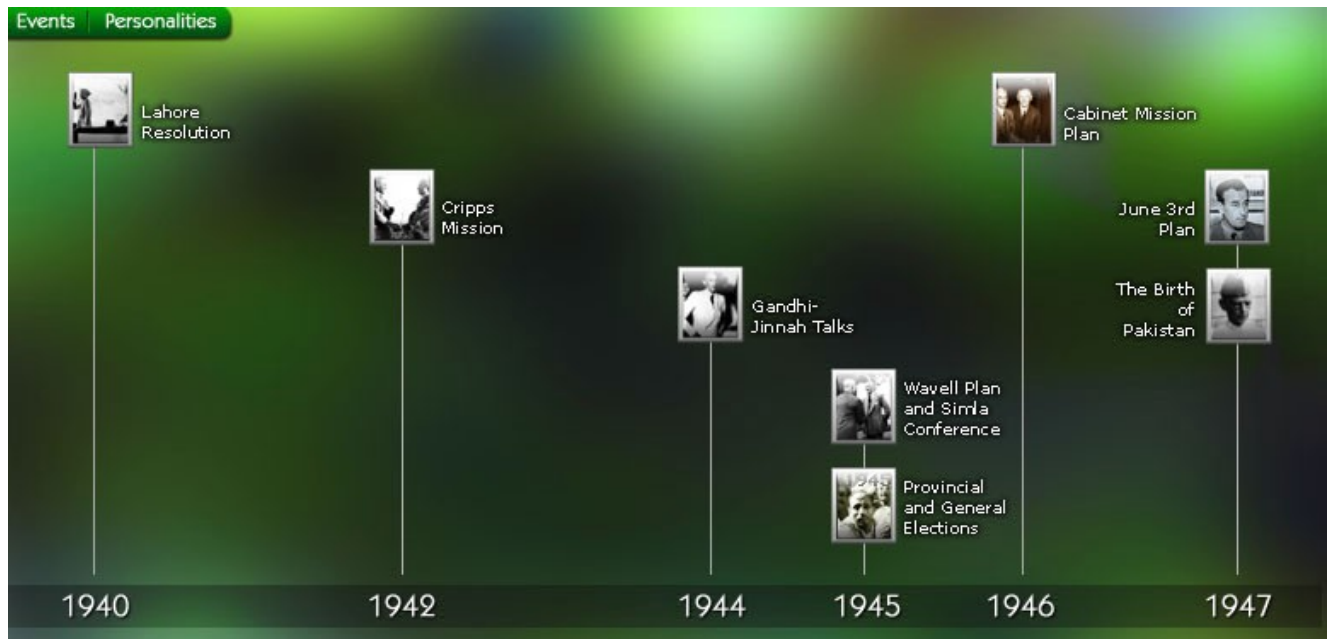 Events Personalities
Lahore
Resolution
Cripps
Mission
Gandhi-
Jinnah Talks
Wavell Plan
and Simla
Conference
1945
Provincial
and General
Elections
Cabinet Mission
Plan
June 3rd
Plan
The Birth
of
Pakistan
1940 1942 1944 1945 1946 1947